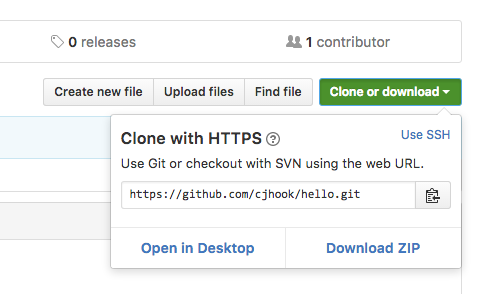 0 releases
1 contributor
Create new file
Upload files
Find file
Clone or download
Clone with HTTPS ?
Use SSH
Use Git or checkout with SVN using the web URL.
https://github.com/cjhook/hello.git
Open in Desktop
Download ZIP